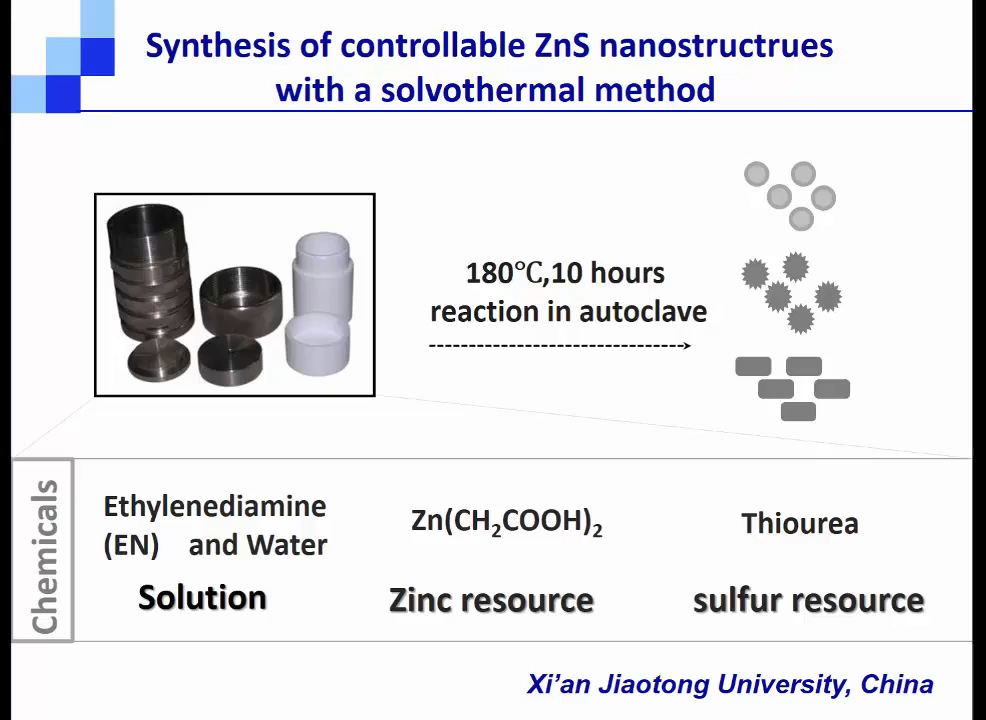 Synthesis of controllable ZnS nanostructrues
with a solvothermal method
180℃,10 hours
reaction in autoclave
Chemicals
Ethylenediamine
(EN) and Water
Solution
Zn(CH₂COOH)₂
Zinc resource
Thiourea
sulfur resource
Xi’an Jiaotong University, China